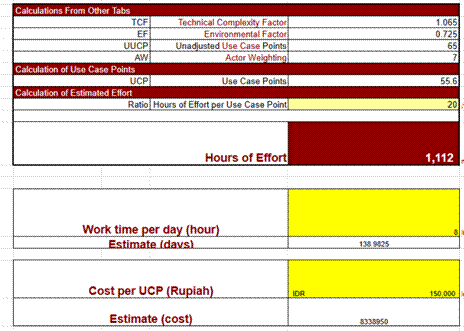 Calculations From Other Tabs
TCF Technical Complexity Factor 1.065
EF Environmental Factor 0.725
UUCP Unadjusted Use Case Points 65
AW Actor Weighting 7
Calculation of Use Case Points
UCP Use Case Points 55.6
Calculation of Estimated Effort
Ratio Hours of Effort per Use Case Point 20
Hours of Effort 1,112
Work time per day (hour) 8
Estimate (days) 138.9825
Cost per UCP (Rupiah) IDR 150,000
Estimate (cost) 8338950